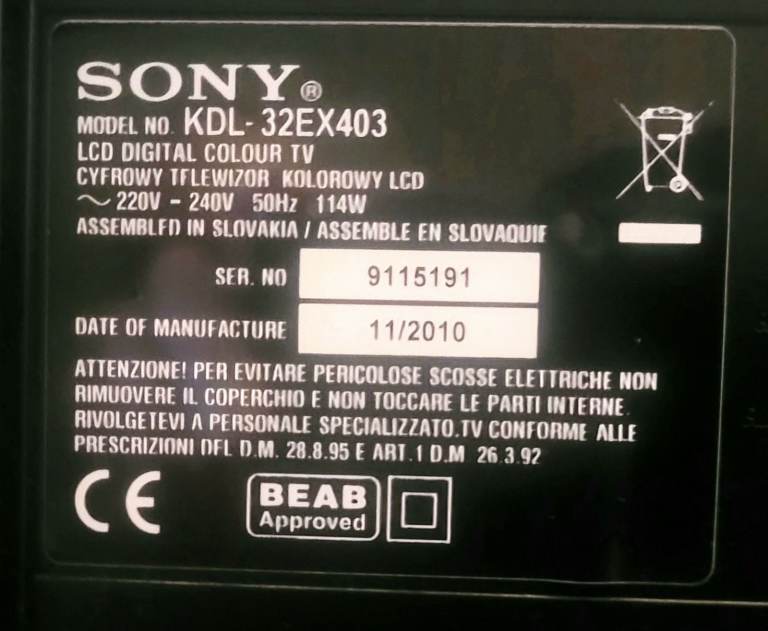 SONY®
MODEL NO. KDL-32EX403
LCD DIGITAL COLOUR TV
CYFROWY TELEWIZOR KOLOROWY LCD
~ 220V - 240V 50Hz 114W
ASSEMBLED IN SLOVAKIA / ASSEMBLE EN SLOVAQUIE
SER. NO 9115191
DATE OF MANUFACTURE 11/2010
ATTENZIONE! PER EVITARE PERICOLOSE SCOSSE ELETTRICHE NON
RIMUOVERE IL COPERCHIO E NON TOCCARE LE PARTI INTERNE.
RIVOLGETEVI A PERSONALE SPECIALIZZATO.TV CONFORME ALLE
PRESCRIZIONI DEL D.M. 28.8.95 E ART.1 D.M 26.3.92
CE
BEAB
Approved